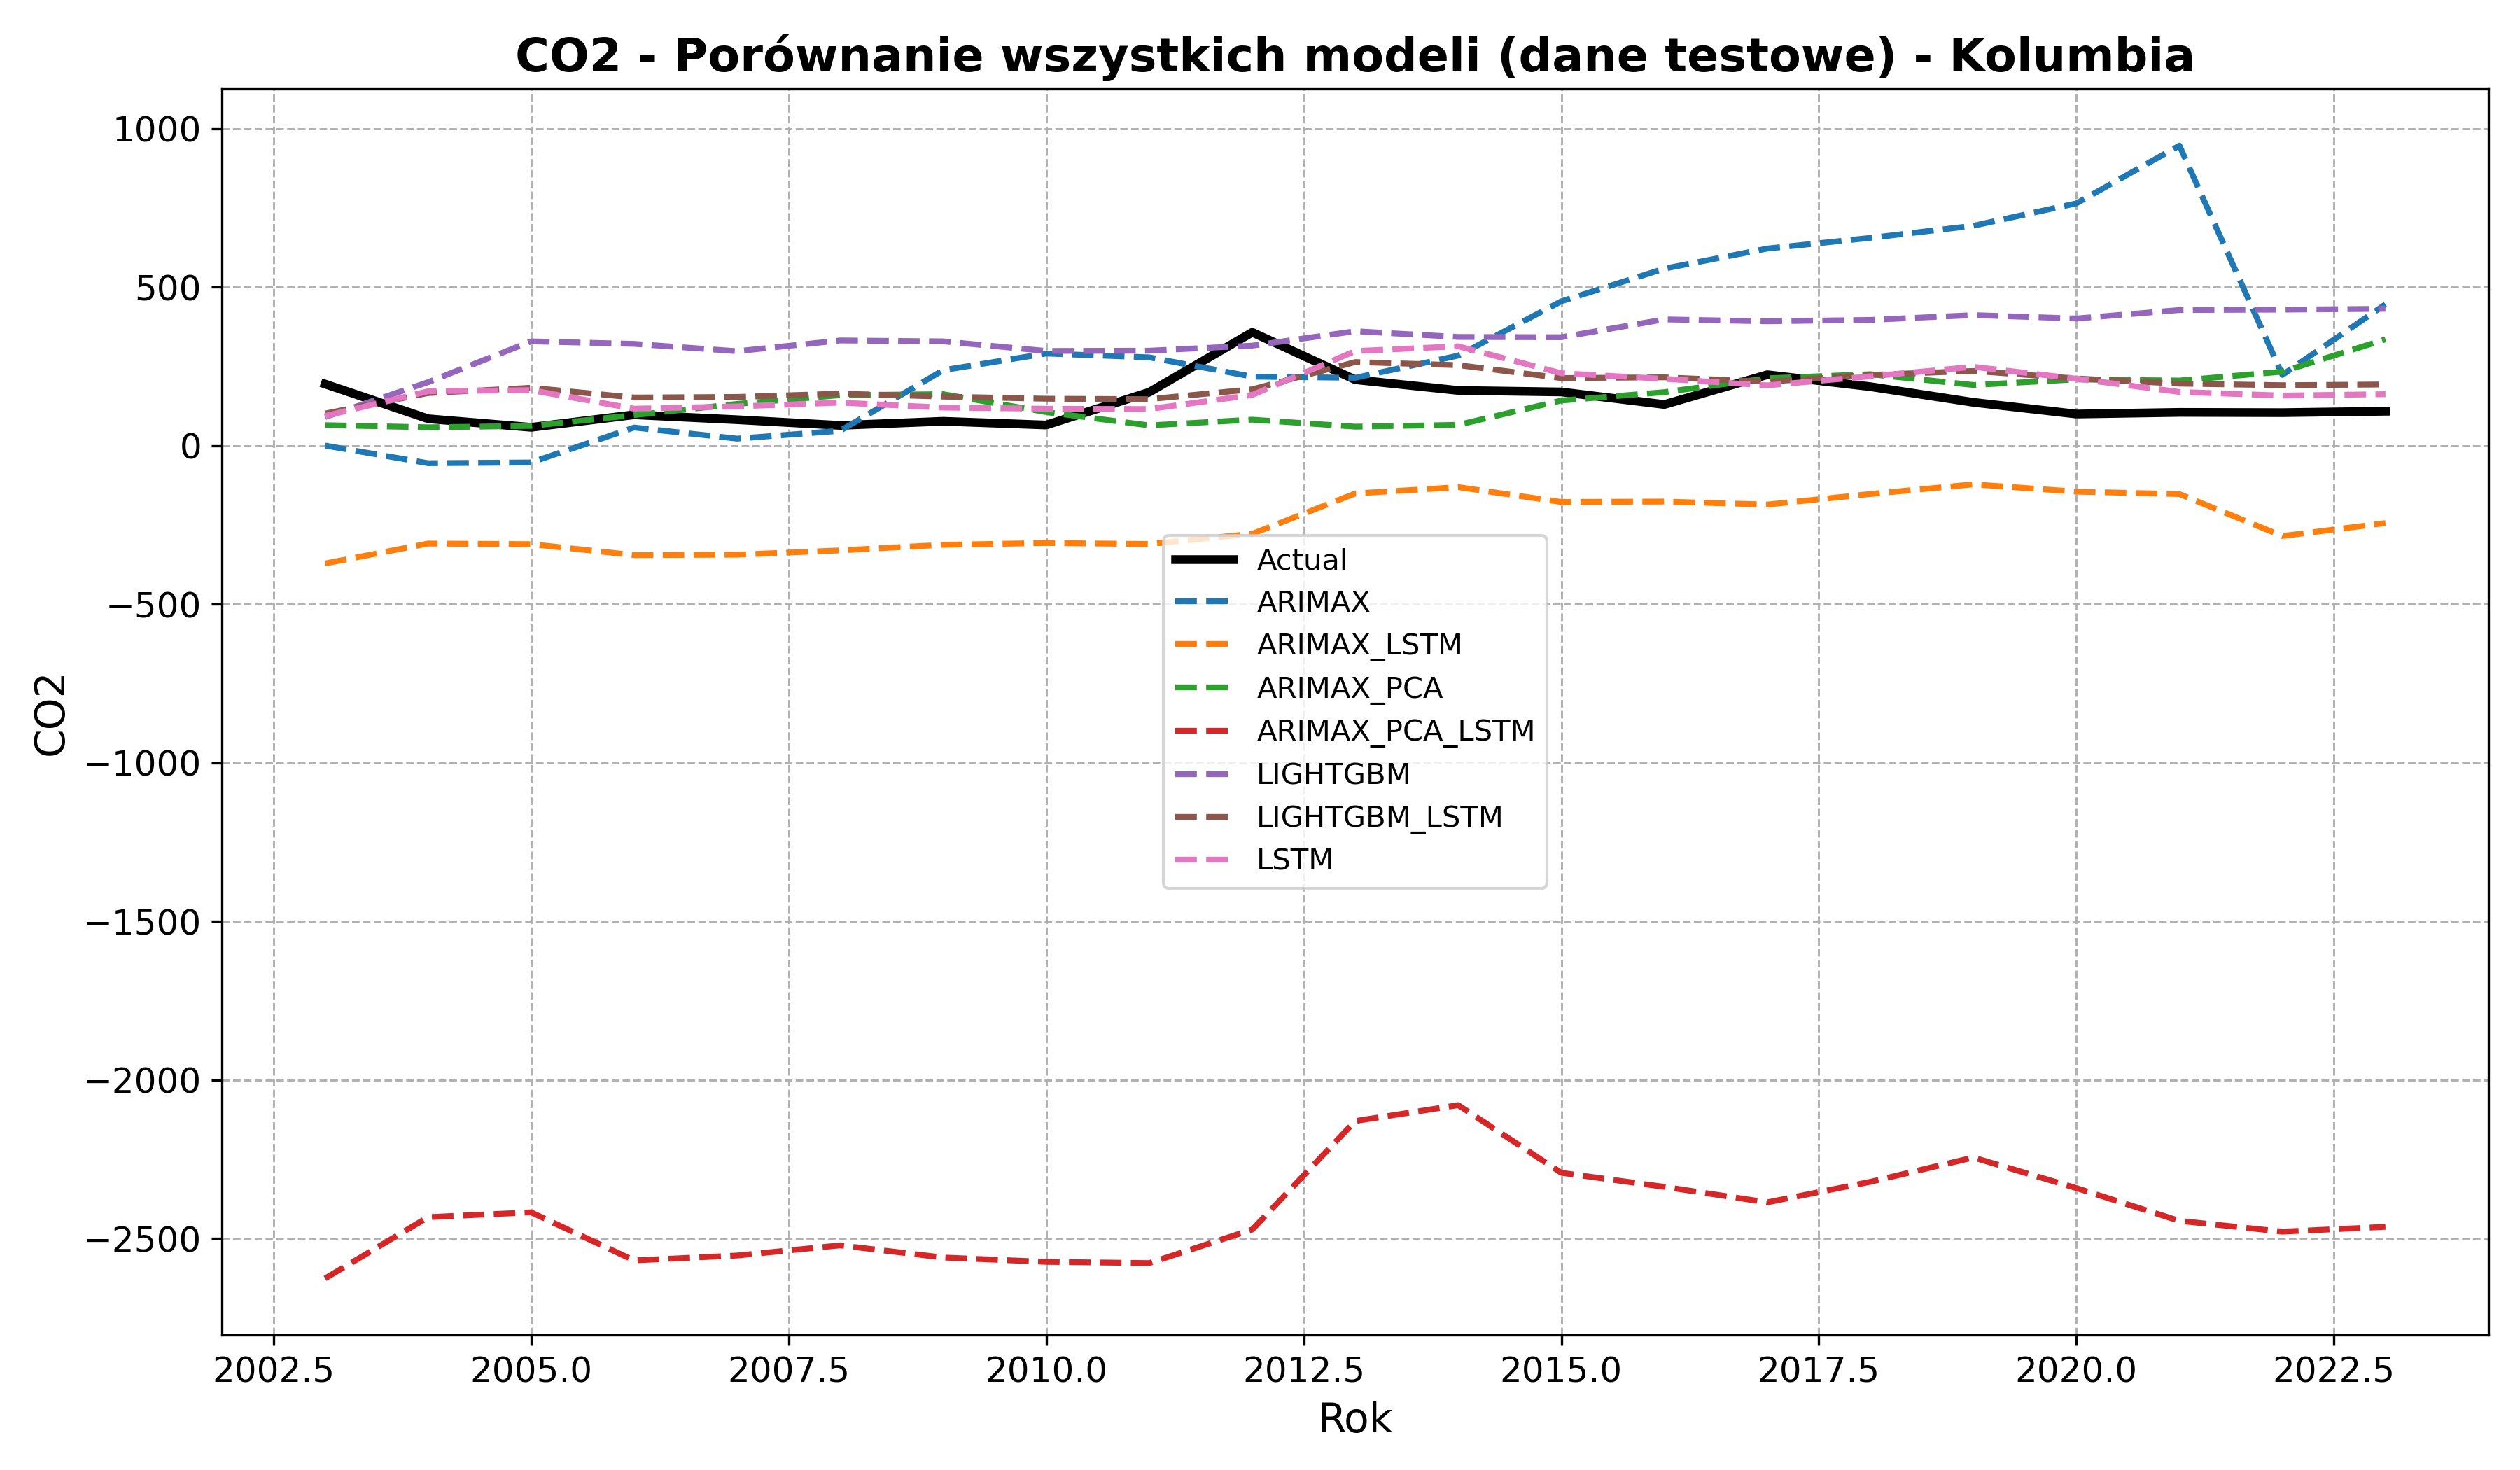 CO2 - Porównanie wszystkich modeli (dane testowe) - Kolumbia
1000
500
0
−500
−1000
−1500
−2000
−2500
CO2
Actual
ARIMAX
ARIMAX_LSTM
ARIMAX_PCA
ARIMAX_PCA_LSTM
LIGHTGBM
LIGHTGBM_LSTM
LSTM
2002.5 2005.0 2007.5 2010.0 2012.5 2015.0 2017.5 2020.0 2022.5
Rok